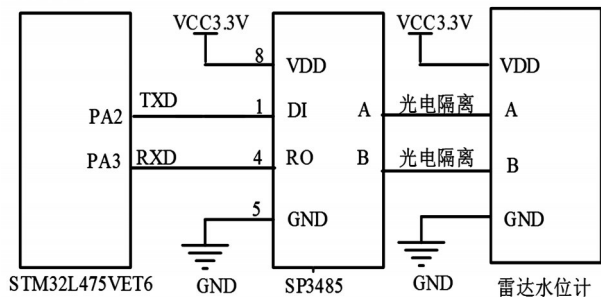 VCC3.3V
VCC3.3V
8
VDD
VDD
PA2
TXD
1
DI
A
光电隔离
A
PA3
RXD
4
RO
B
光电隔离
B
5
GND
GND
STM32L475VET6
GND
SP3485
GND
雷达水位计